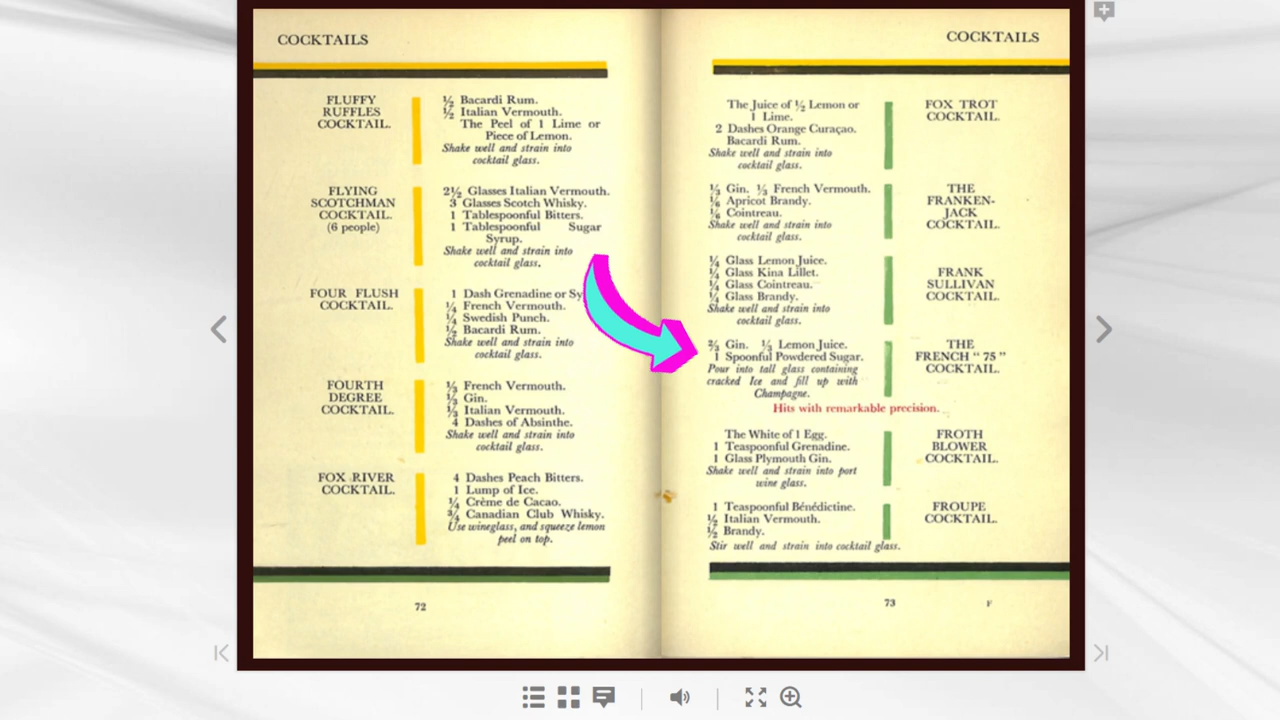 COCKTAILS
FLUFFY
RUFFLES
COCKTAIL.
½ Bacardi Rum.
½ Italian Vermouth.
The Peel of 1 Lime or
Piece of Lemon.
Shake well and strain into
cocktail glass.
FLYING
SCOTCHMAN
COCKTAIL.
(6 people)
2½ Glasses Italian Vermouth.
3 Glasses Scotch Whisky.
1 Tablespoonful Bitters.
1 Tablespoonful Sugar
Syrup.
Shake well and strain into
cocktail glass.
FOUR FLUSH
COCKTAIL.
1 Dash Grenadine or Sy
¼ French Vermouth.
¼ Swedish Punch.
½ Bacardi Rum.
Shake well and strain into
cocktail glass.
FOURTH
DEGREE
COCKTAIL.
⅓ French Vermouth.
⅓ Gin.
⅓ Italian Vermouth.
4 Dashes of Absinthe.
Shake well and strain into
cocktail glass.
FOX RIVER
COCKTAIL.
4 Dashes Peach Bitters.
1 Lump of Ice.
¼ Crème de Cacao.
¾ Canadian Club Whisky.
Use wineglass, and squeeze lemon
peel on top.
72
COCKTAILS
The Juice of ½ Lemon or
1 Lime.
2 Dashes Orange Curaçao.
Bacardi Rum.
Shake well and strain into
cocktail glass.
FOX TROT
COCKTAIL.
⅓ Gin. ⅓ French Vermouth.
⅙ Apricot Brandy.
⅙ Cointreau.
Shake well and strain into
cocktail glass.
THE
FRANKEN-
JACK
COCKTAIL.
¼ Glass Lemon Juice.
¼ Glass Kina Lillet.
¼ Glass Cointreau.
¼ Glass Brandy.
Shake well and strain into
cocktail glass.
FRANK
SULLIVAN
COCKTAIL.
⅔ Gin. ⅓ Lemon Juice.
1 Spoonful Powdered Sugar.
Pour into tall glass containing
cracked Ice and fill up with
Champagne.
Hits with remarkable precision.
THE
FRENCH “ 75 ”
COCKTAIL.
The White of 1 Egg.
1 Teaspoonful Grenadine.
1 Glass Plymouth Gin.
Shake well and strain into port
wine glass.
FROTH
BLOWER
COCKTAIL.
1 Teaspoonful Bénédictine.
½ Italian Vermouth.
½ Brandy.
Stir well and strain into cocktail glass.
FROUPE
COCKTAIL.
73
F